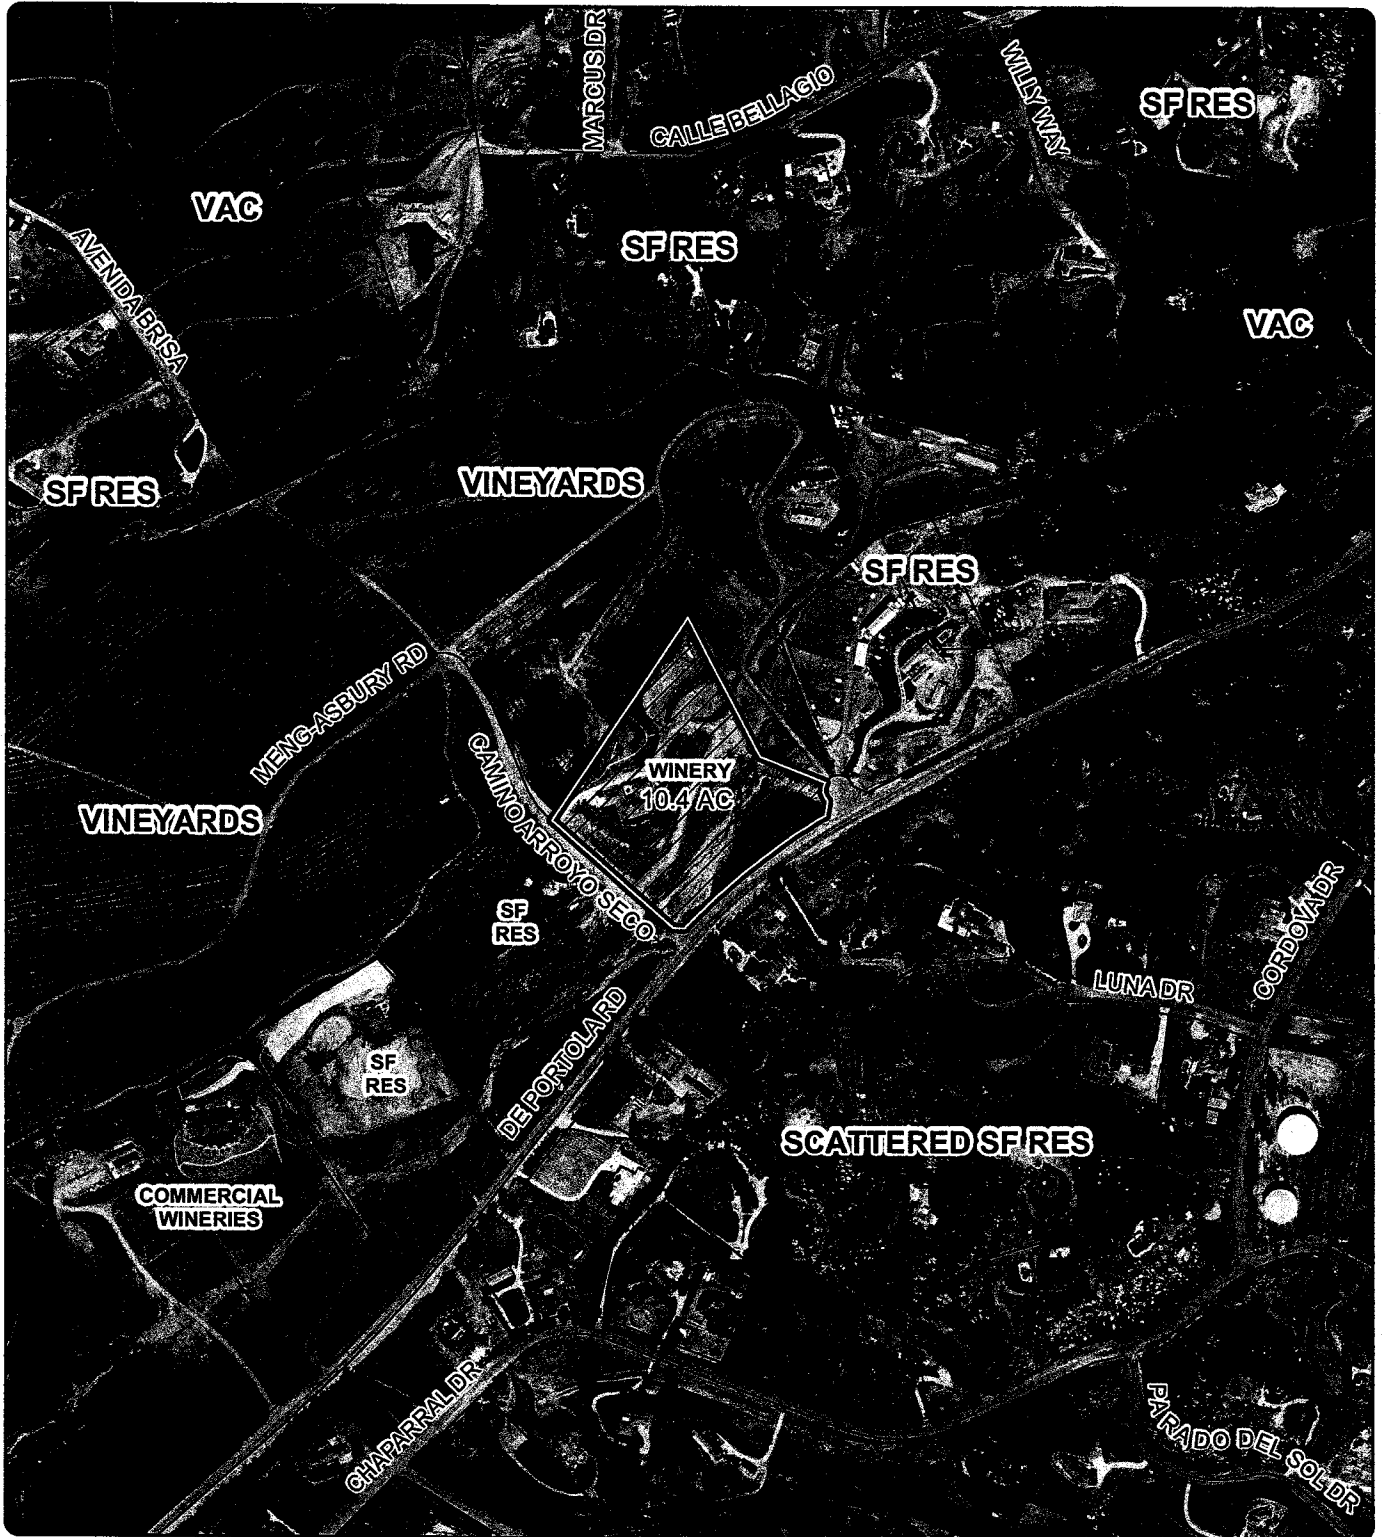 MARCUS DR
CALLE BELLAGIO
WILLY WAY
SF RES
VAC
AVENIDA BRISA
SF RES
VAC
SF RES
VINEYARDS
SF RES
MENG-ASBURY RD
CAMINO ARROYO SECO
WINERY
10.4 AC
VINEYARDS
SF
RES
CORDOVA DR
LUNA DR
DE PORTOLA RD
SF
RES
SCATTERED SF RES
COMMERCIAL
WINERIES
CHAPARRAL DR
PARADO DEL SOL DR